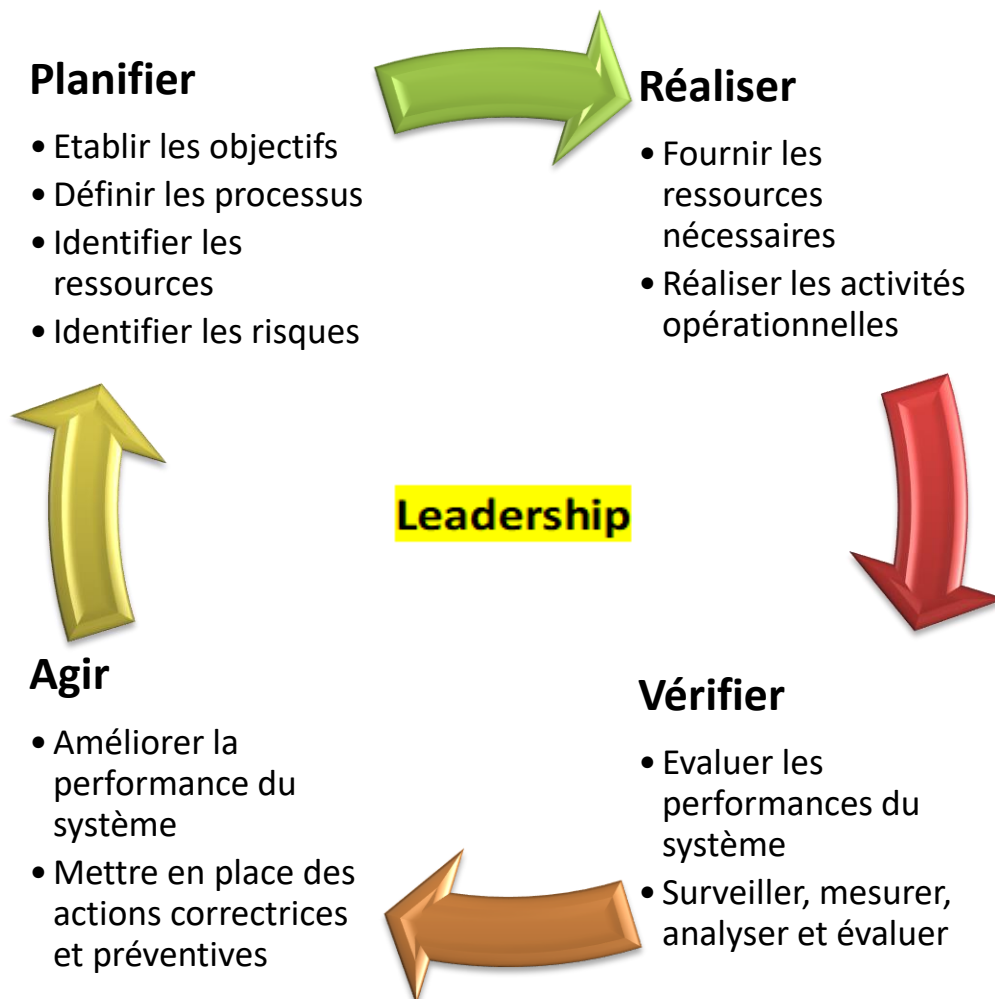 Planifier
• Etablir les objectifs
• Définir les processus
• Identifier les
ressources
• Identifier les risques
Réaliser
• Fournir les
ressources
nécessaires
• Réaliser les activités
opérationnelles
Leadership
Agir
• Améliorer la
performance du
système
• Mettre en place des
actions correctrices
et préventives
Vérifier
• Evaluer les
performances du
système
• Surveiller, mesurer,
analyser et évaluer